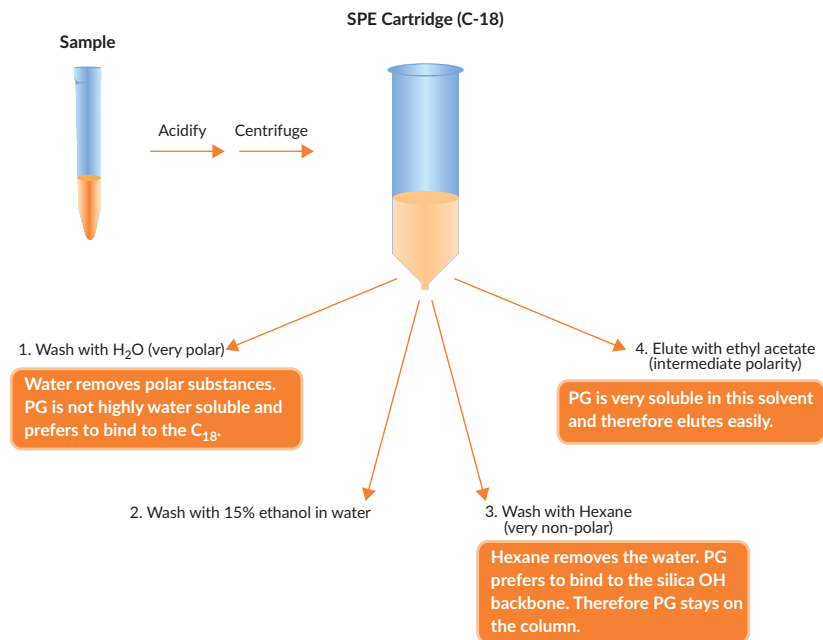 SPE Cartridge (C-18)
Sample
Acidify
Centrifuge
1. Wash with H₂O (very polar)
Water removes polar substances.
PG is not highly water soluble and
prefers to bind to the C₁₈.
2. Wash with 15% ethanol in water
3. Wash with Hexane
(very non-polar)
Hexane removes the water. PG
prefers to bind to the silica OH
backbone. Therefore PG stays on
the column.
4. Elute with ethyl acetate
(intermediate polarity)
PG is very soluble in this solvent
and therefore elutes easily.